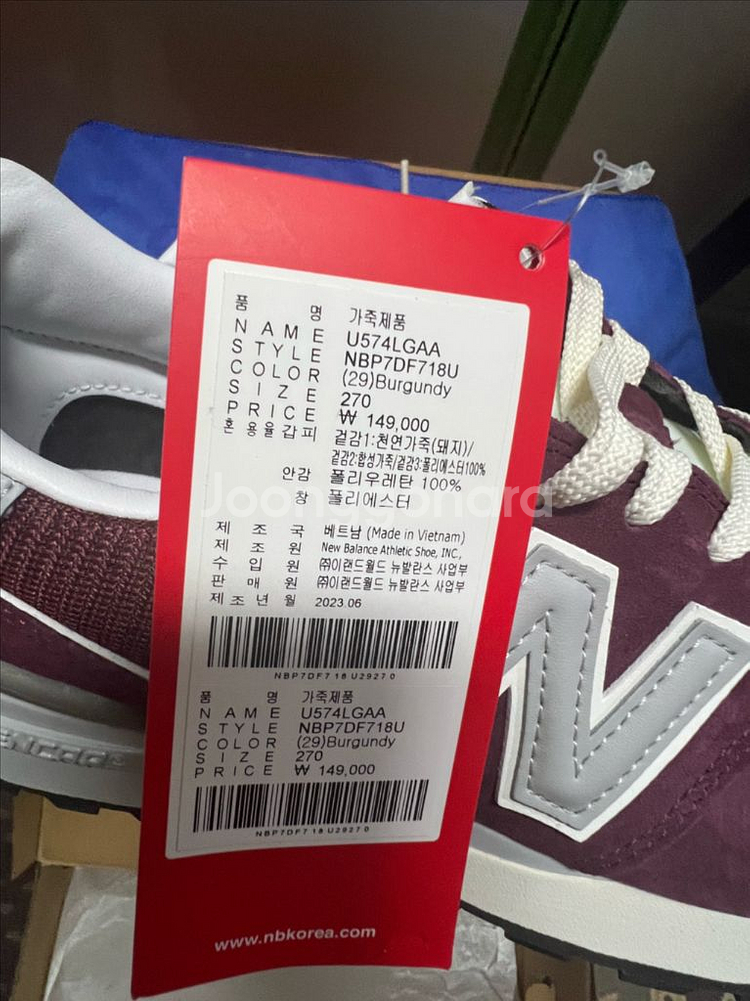 품 명 가죽제품
NAME U574LGAA
STYLE NBP7DF718U
COLOR (29)Burgundy
SIZE 270
PRICE ₩ 149,000
혼용율갑피 겉감1:천연가죽(돼지)/
겉감2:합성가죽/겉감3:폴리에스터100%
안감 폴리우레탄 100%
창 폴리에스터
Joonggonara
제 조 국 베트남 (Made in Vietnam)
제 조 원 New Balance Athletic Shoe, INC,
수 입 원 ㈜이랜드월드 뉴발란스 사업부
판 매 원 ㈜이랜드월드 뉴발란스 사업부
제조년월 2023.06
NBP7DF718U29270
품 명 가죽제품
NAME U574LGAA
STYLE NBP7DF718U
COLOR (29)Burgundy
SIZE 270
PRICE ₩ 149,000
NBP7DF718U29270
www.nbkorea.com
N